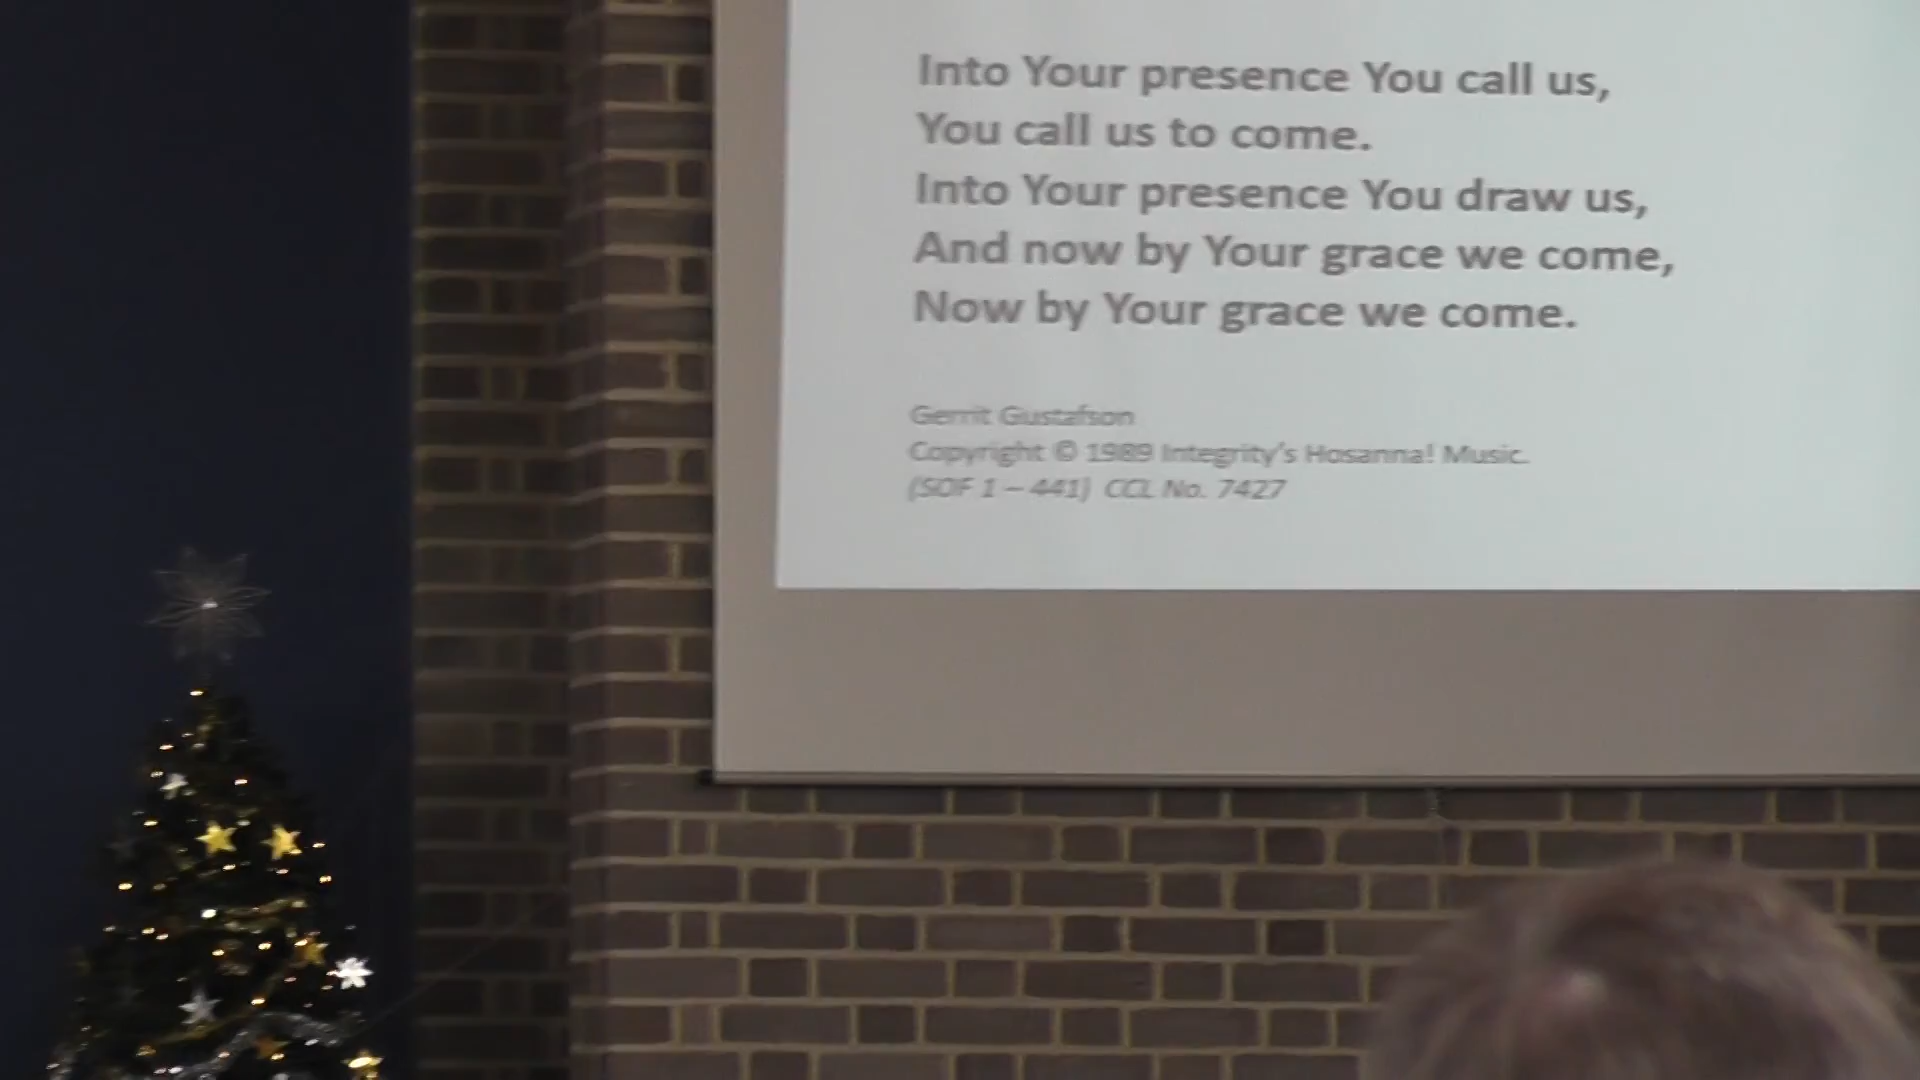 Into Your presence You call us,
You call us to come.
Into Your presence You draw us,
And now by Your grace we come,
Now by Your grace we come.
Gerrit Gustafson
Copyright © 1989 Integrity's Hosanna! Music.
(SOF 1 – 441) CCL No. 7427